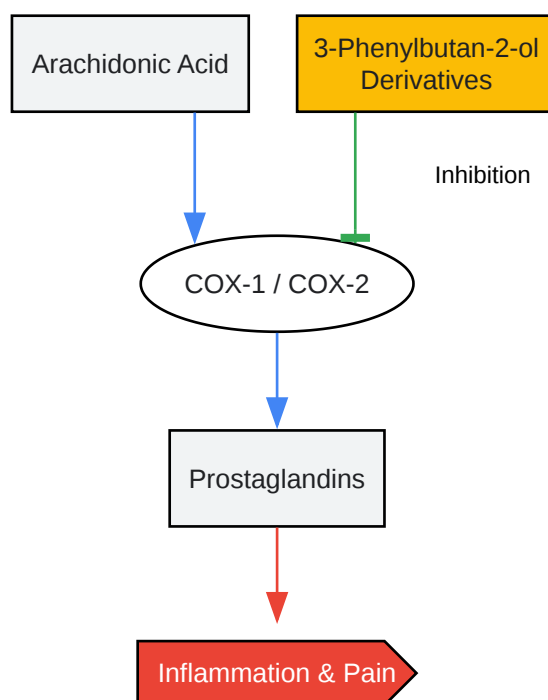 Arachidonic Acid
3-Phenylbutan-2-ol
Derivatives
Inhibition
COX-1 / COX-2
Prostaglandins
Inflammation & Pain